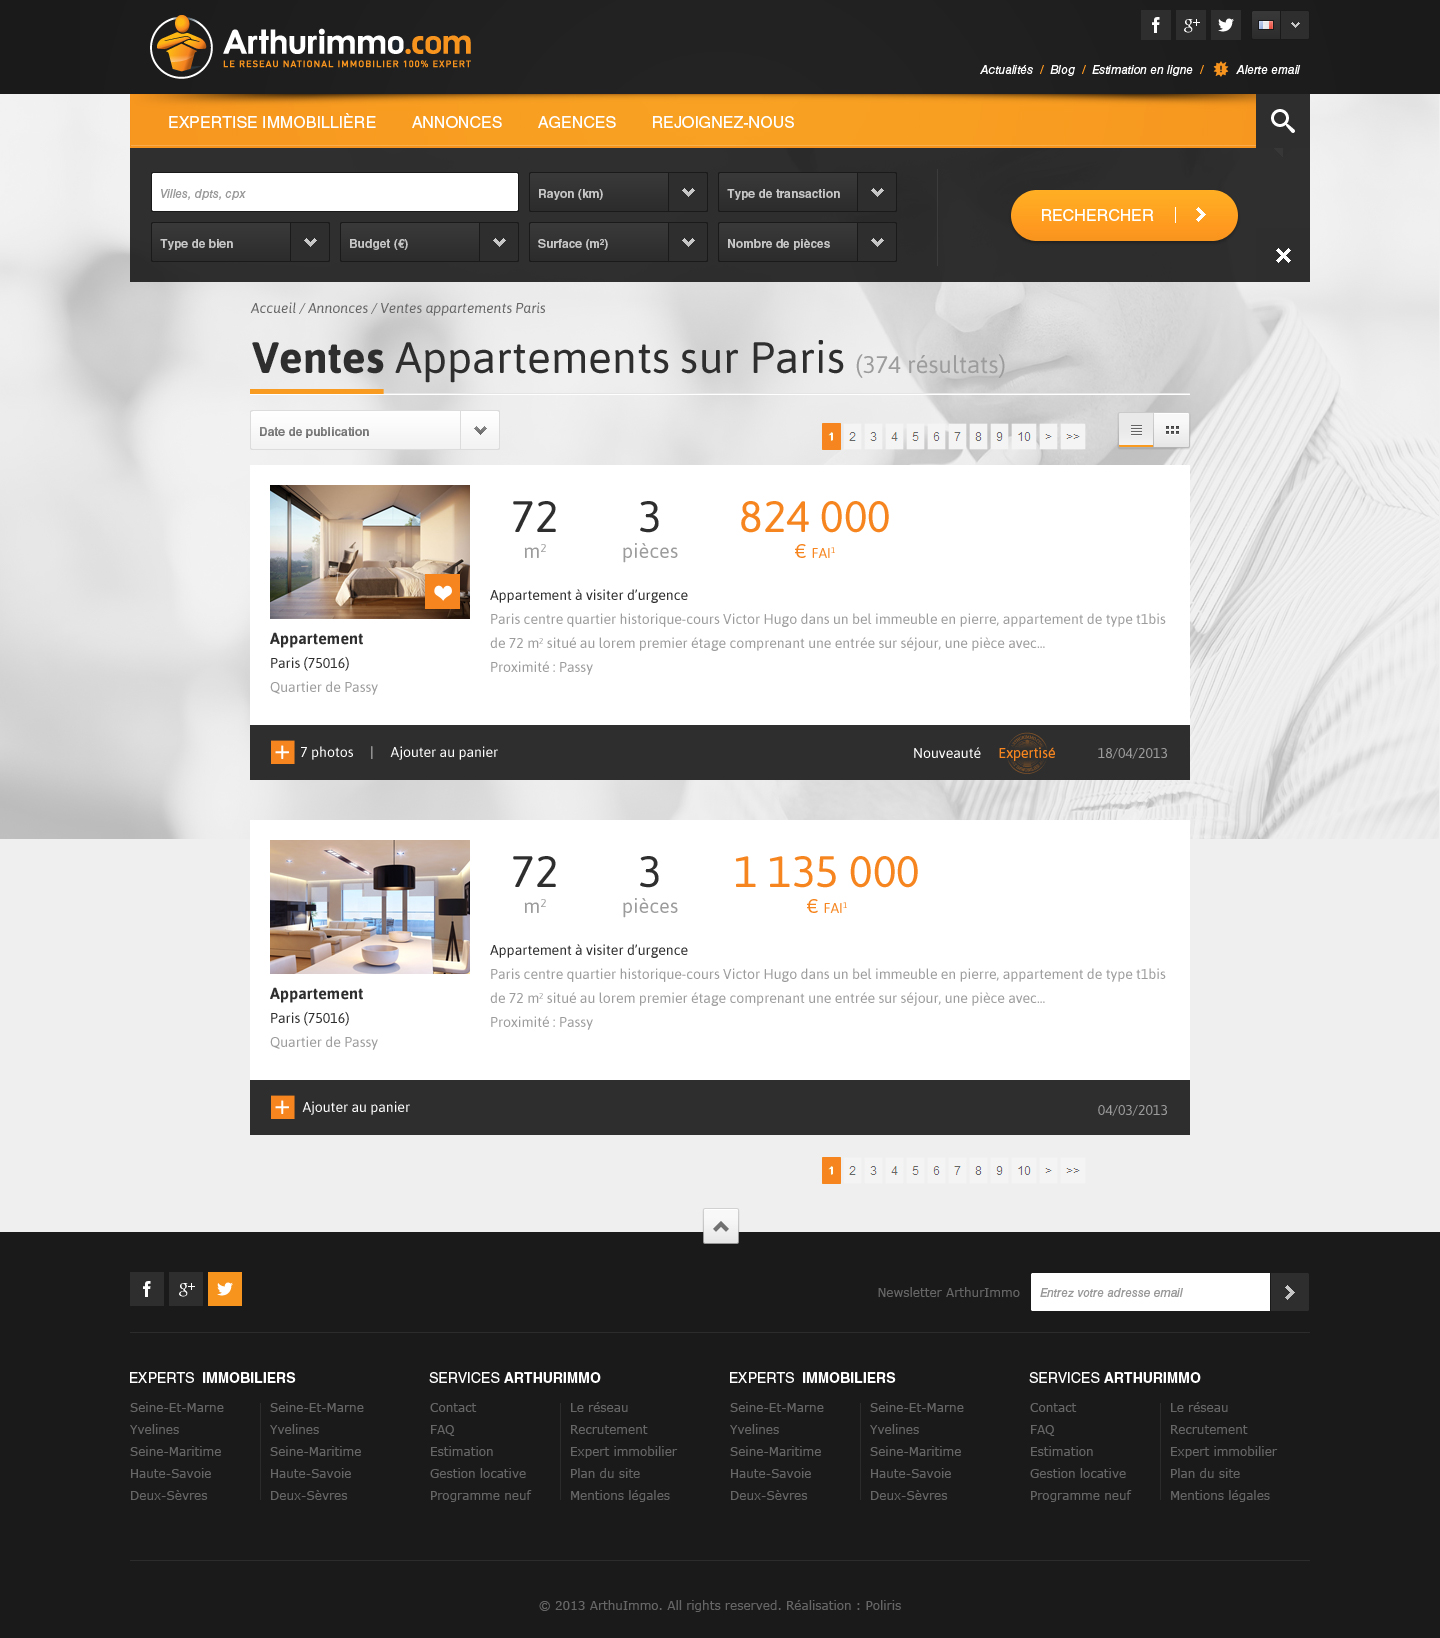 Arthurimmo.com
LE RESEAU NATIONAL IMMOBILIER 100% EXPERT
g+
Actualités / Blog / Estimation en ligne / Alerte email
EXPERTISE IMMOBILLIÈRE ANNONCES AGENCES REJOIGNEZ-NOUS
Villes, dpts, cpx Rayon (km) Type de transaction
RECHERCHER
Type de bien Budget (€) Surface (m²) Nombre de pièces
Accueil / Annonces / Ventes appartements Paris
Ventes Appartements sur Paris (374 résultats)
Date de publication
1 2 3 4 5 6 7 8 9 10 > >>
72 3 824 000
m² pièces € FAI¹
Appartement à visiter d’urgence
Paris centre quartier historique-cours Victor Hugo dans un bel immeuble en pierre, appartement de type t1bis
de 72 m² situé au lorem premier étage comprenant une entrée sur séjour, une pièce avec...
Proximité : Passy
Appartement
Paris (75016)
Quartier de Passy
7 photos | Ajouter au panier Nouveauté Expertisé 18/04/2013
72 3 1 135 000
m² pièces € FAI¹
Appartement à visiter d’urgence
Paris centre quartier historique-cours Victor Hugo dans un bel immeuble en pierre, appartement de type t1bis
de 72 m² situé au lorem premier étage comprenant une entrée sur séjour, une pièce avec...
Proximité : Passy
Appartement
Paris (75016)
Quartier de Passy
Ajouter au panier 04/03/2013
1 2 3 4 5 6 7 8 9 10 > >>
g+ Newsletter ArthurImmo Entrez votre adresse email
EXPERTS IMMOBILIERS SERVICES ARTHURIMMO EXPERTS IMMOBILIERS SERVICES ARTHURIMMO
Seine-Et-Marne Seine-Et-Marne Contact Le réseau Seine-Et-Marne Seine-Et-Marne Contact Le réseau
Yvelines Yvelines FAQ Recrutement Yvelines Yvelines FAQ Recrutement
Seine-Maritime Seine-Maritime Estimation Expert immobilier Seine-Maritime Seine-Maritime Estimation Expert immobilier
Haute-Savoie Haute-Savoie Gestion locative Plan du site Haute-Savoie Haute-Savoie Gestion locative Plan du site
Deux-Sèvres Deux-Sèvres Programme neuf Mentions légales Deux-Sèvres Deux-Sèvres Programme neuf Mentions légales
© 2013 ArthuImmo. All rights reserved. Réalisation : Poliris